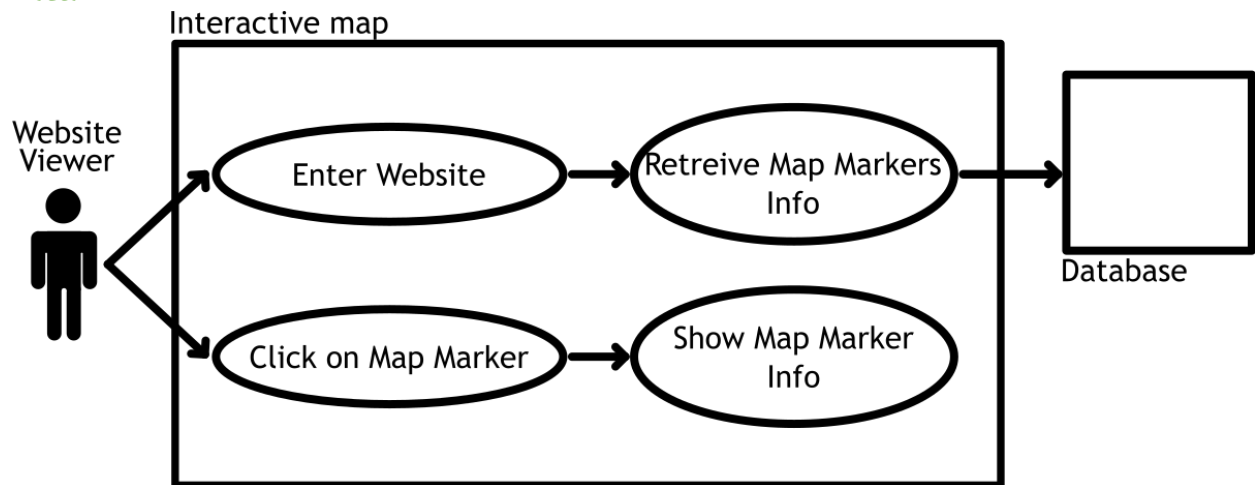 Interactive map
Website
Viewer
Enter Website
Retreive Map Markers
Info
Database
Click on Map Marker
Show Map Marker
Info